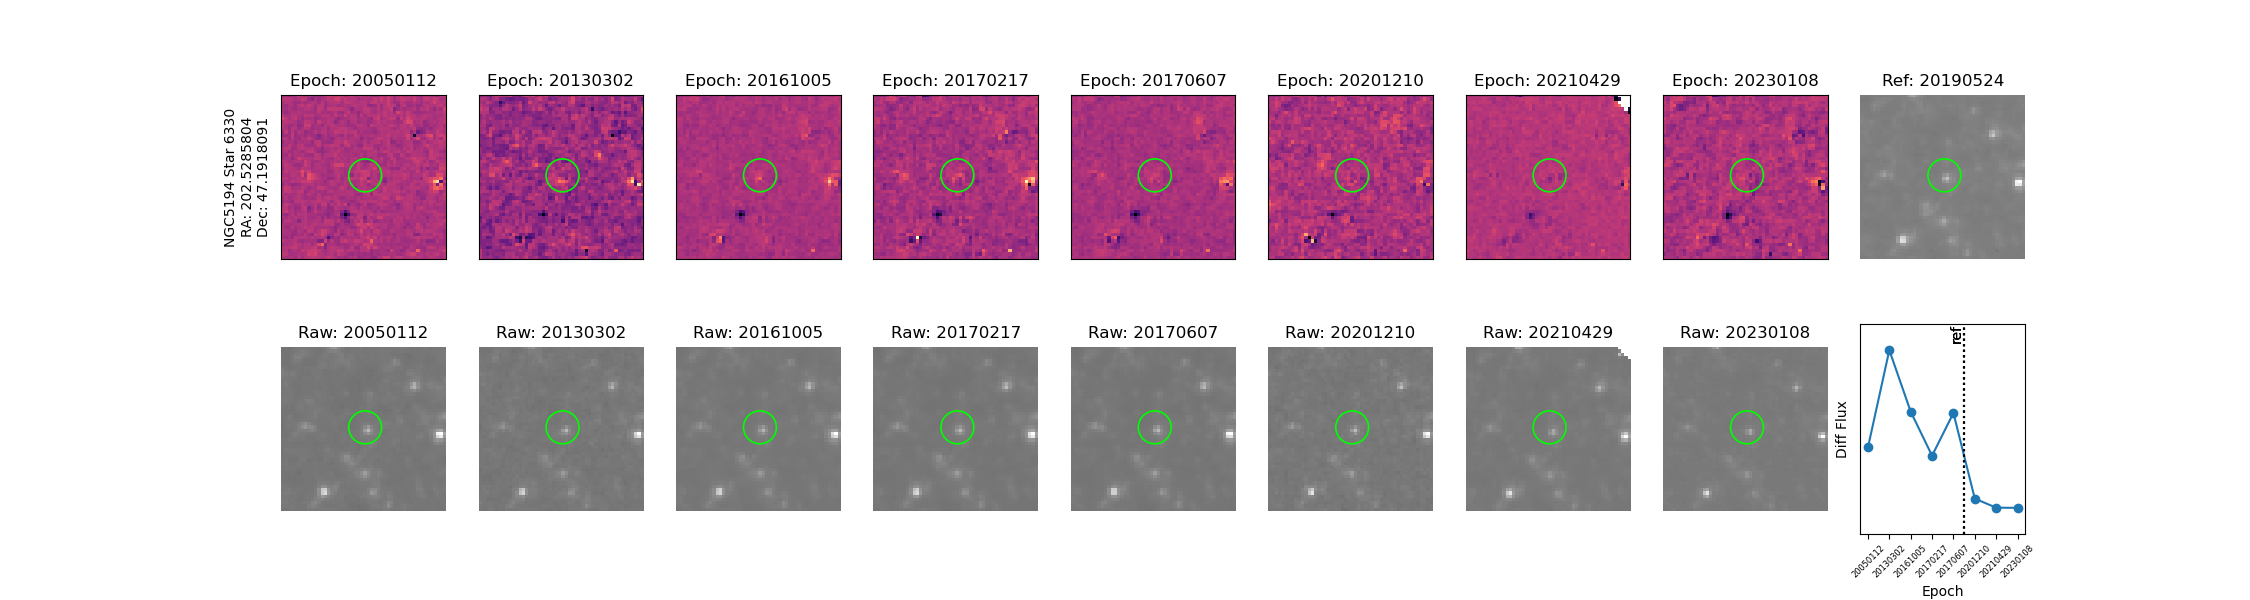 NGC5194 Star 6330
RA: 202.5285804
Dec: 47.1918091
Epoch: 20050112
Epoch: 20130302
Epoch: 20161005
Epoch: 20170217
Epoch: 20170607
Epoch: 20201210
Epoch: 20210429
Epoch: 20230108
Ref: 20190524
Raw: 20050112
Raw: 20130302
Raw: 20161005
Raw: 20170217
Raw: 20170607
Raw: 20201210
Raw: 20210429
Raw: 20230108
Diff Flux
ref
20050112
20130302
20161005
20170217
20170607
20201210
20210429
20230108
Epoch